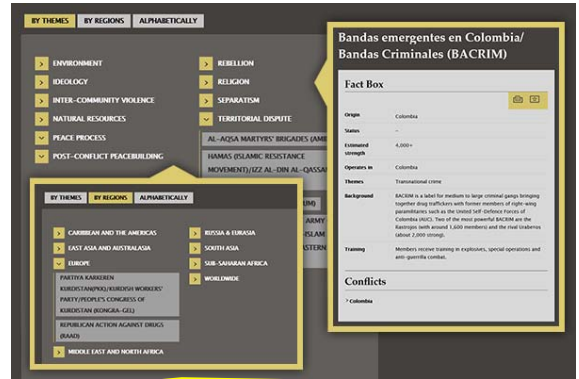 BY THEMES BY REGIONS ALPHABETICALLY
ENVIRONMENT
IDEOLOGY
INTER-COMMUNITY VIOLENCE
NATURAL RESOURCES
PEACE PROCESS
POST-CONFLICT PEACEBUILDING
REBELLION
RELIGION
SEPARATISM
TERRITORIAL DISPUTE
AL-AQSA MARTYRS' BRIGADES
HAMAS (ISLAMIC RESISTANCE
MOVEMENT)/IZZ AL-DIN AL-QASSA
ARMY
BY THEMES BY REGIONS ALPHABETICALLY
CARIBBEAN AND THE AMERICAS
EAST ASIA AND AUSTRALASIA
EUROPE
PARTIYA KARKEREN
KURDISTAN(PKK)/KURDISH WORKERS'
PARTY/PEOPLE'S CONGRESS OF
KURDISTAN (KONGRA-GEL)
REPUBLICAN ACTION AGAINST DRUGS
(RAAD)
MIDDLE EAST AND NORTH AFRICA
RUSSIA & EURASIA
SOUTH ASIA
SUB-SAHARAN AFRICA
WORLDWIDE
Bandas emergentes en Colombia/
Bandas Criminales (BACRIM)
Fact Box
Origin Colombia
Status –
Estimated 4,000+
strength
Operates in Colombia
Themes Transnational crime
Background BACRIM is a label for medium to large criminal gangs bringing
together drug traffickers with former members of right-wing
paramilitaries such as the United Self-Defence Forces of
Colombia (AUC). Two of the most powerful BACRIM are the
Rastrojos (with around 1,600 members) and the rival Urabenos
(about 2,000 strong).
Training Members receive training in explosives, special operations and
anti-guerrilla combat.
Conflicts
> Colombia